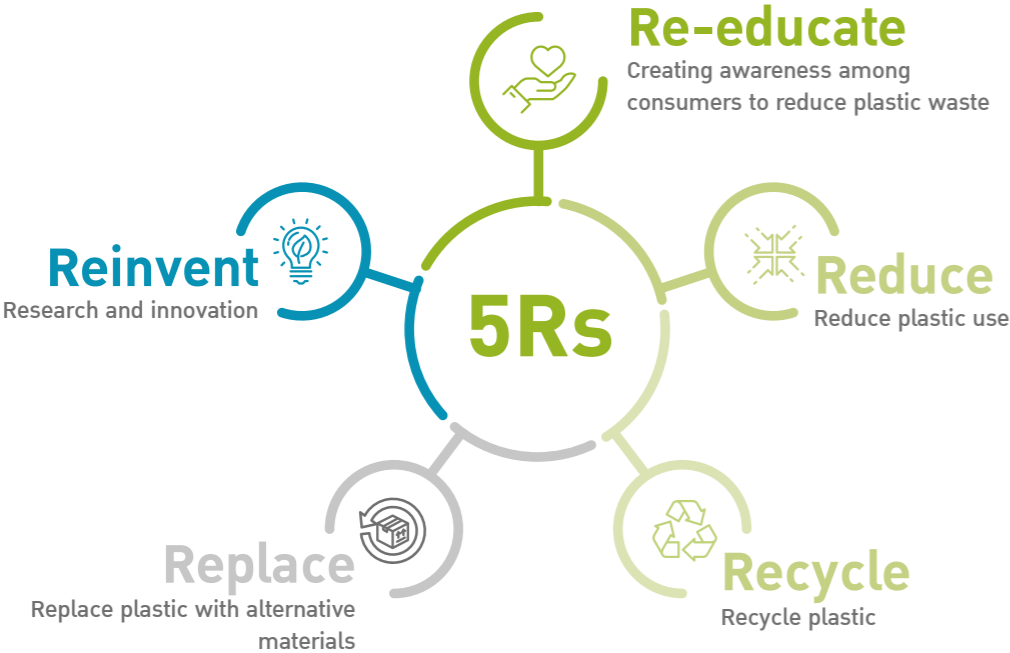 Re-educate
Creating awareness among
consumers to reduce plastic waste
Reinvent
Research and innovation
5Rs
Reduce
Reduce plastic use
Replace
Replace plastic with alternative
materials
Recycle
Recycle plastic